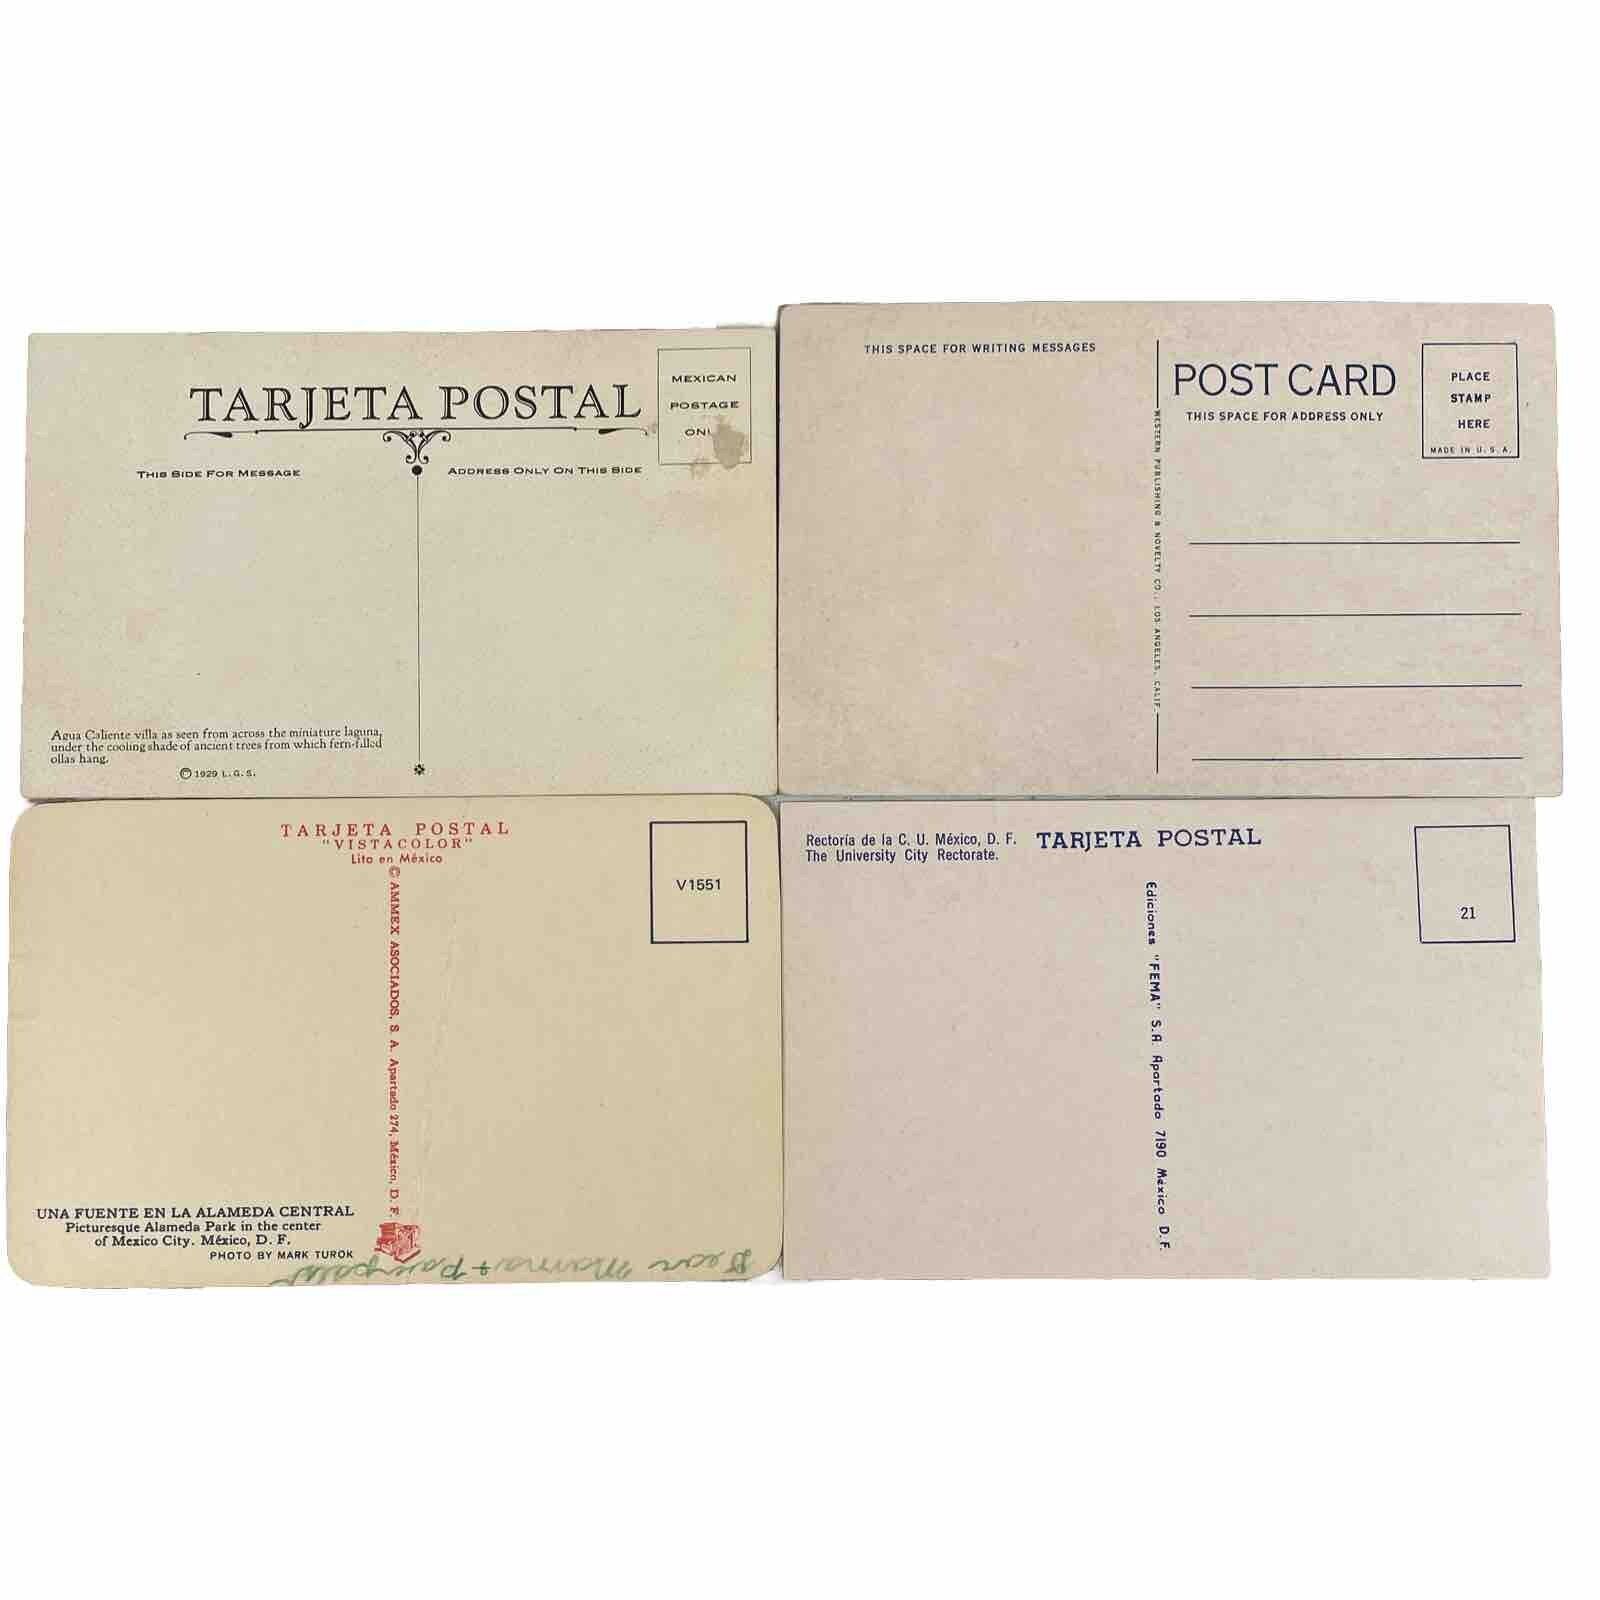 TARJETA POSTAL
MEXICAN
POSTAGE
ONL
THIS SIDE FOR MESSAGE
ADDRESS ONLY ON THIS SIDE
Agua Caliente villa as seen from across the miniature laguna,
under the cooling shade of ancient trees from which fern-filled
ollas hang.
© 1929 L. G. S.
THIS SPACE FOR WRITING MESSAGES
POST CARD
THIS SPACE FOR ADDRESS ONLY
PLACE
STAMP
HERE
MADE IN U. S. A.
WESTERN PUBLISHING & NOVELTY CO., LOS ANGELES, CALIF.
TARJETA POSTAL
"VISTACOLOR"
Lito en México
V1551
© AMMEX ASOCIADOS, S. A. Apartado 274, México, D. F.
UNA FUENTE EN LA ALAMEDA CENTRAL
Picturesque Alameda Park in the center
of Mexico City. México, D. F.
PHOTO BY MARK TUROK
Dear Mama +
Rectoría de la C. U. México, D. F.
The University City Rectorate.
TARJETA POSTAL
21
Ediciones "FEMA" S.A. Apartado 7190 México D.F.